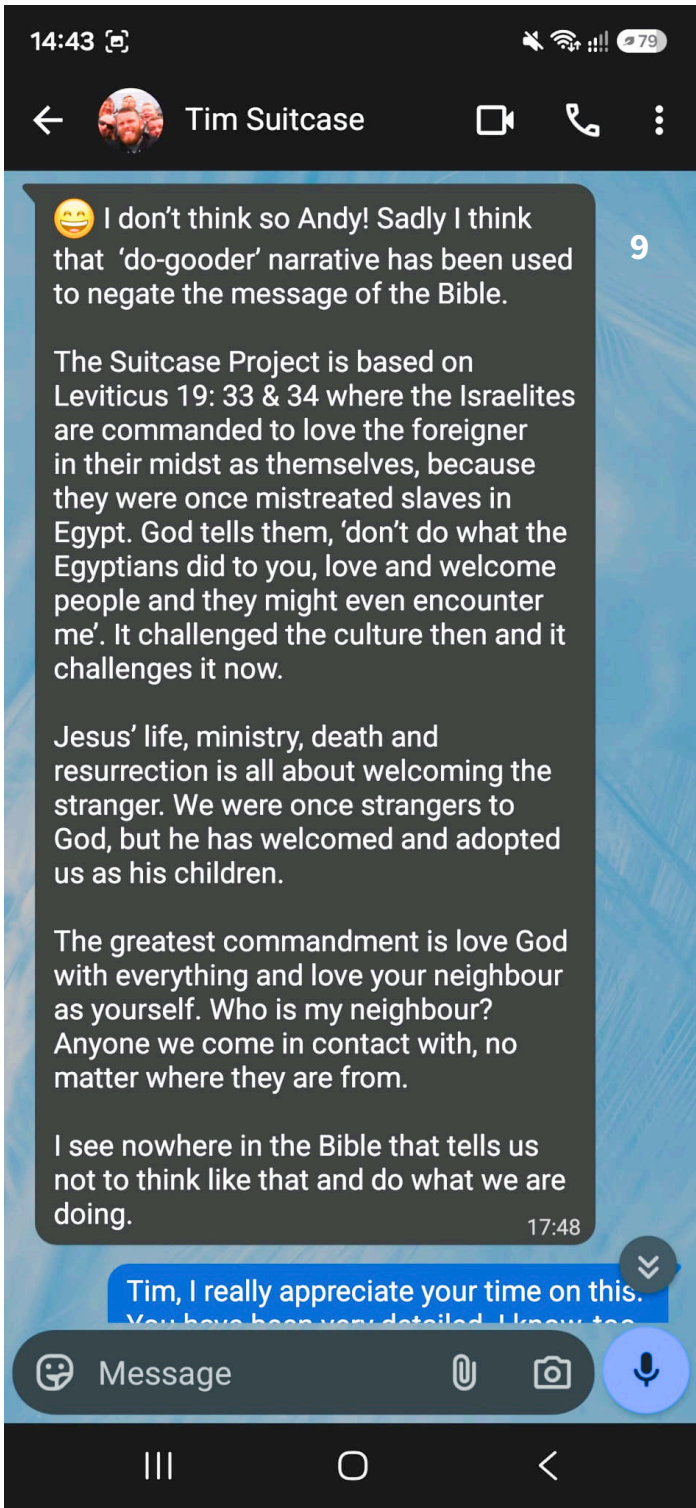 14:43
79
Tim Suitcase
9
😄 I don’t think so Andy! Sadly I think
that  ‘do-gooder’ narrative has been used
to negate the message of the Bible.
The Suitcase Project is based on
Leviticus 19: 33 & 34 where the Israelites
are commanded to love the foreigner
in their midst as themselves, because
they were once mistreated slaves in
Egypt. God tells them, ‘don’t do what the
Egyptians did to you, love and welcome
people and they might even encounter
me’. It challenged the culture then and it
challenges it now.
Jesus’ life, ministry, death and
resurrection is all about welcoming the
stranger. We were once strangers to
God, but he has welcomed and adopted
us as his children.
The greatest commandment is love God
with everything and love your neighbour
as yourself. Who is my neighbour?
Anyone we come in contact with, no
matter where they are from.
I see nowhere in the Bible that tells us
not to think like that and do what we are
doing.
17:48
Tim, I really appreciate your time on this.
You have been very detailed. I know, too
Message